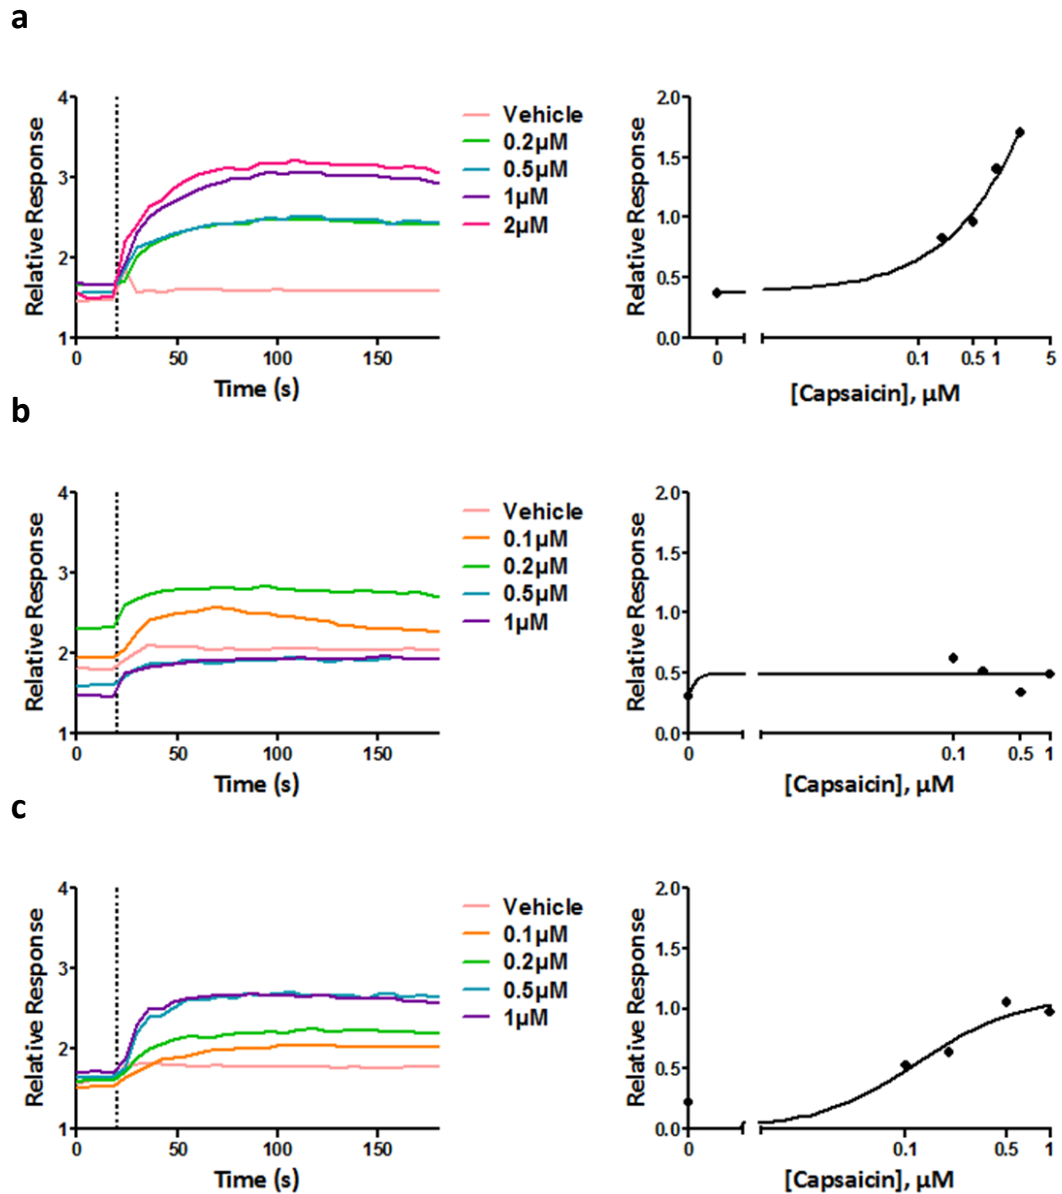 a
Relative Response
4
3
2
1
0
50
100
150
Time (s)
Vehicle
0.2µM
0.5µM
1µM
2µM
Relative Response
2.0
1.5
1.0
0.5
0.0
0
0.1
0.5
1
5
[Capsaicin], µM
b
Relative Response
4
3
2
1
0
50
100
150
Time (s)
Vehicle
0.1µM
0.2µM
0.5µM
1µM
Relative Response
2.0
1.5
1.0
0.5
0.0
0
0.1
0.5
1
[Capsaicin], µM
c
Relative Response
4
3
2
1
0
50
100
150
Time (s)
Vehicle
0.1µM
0.2µM
0.5µM
1µM
Relative Response
2.0
1.5
1.0
0.5
0.0
0
0.1
0.5
1
[Capsaicin], µM